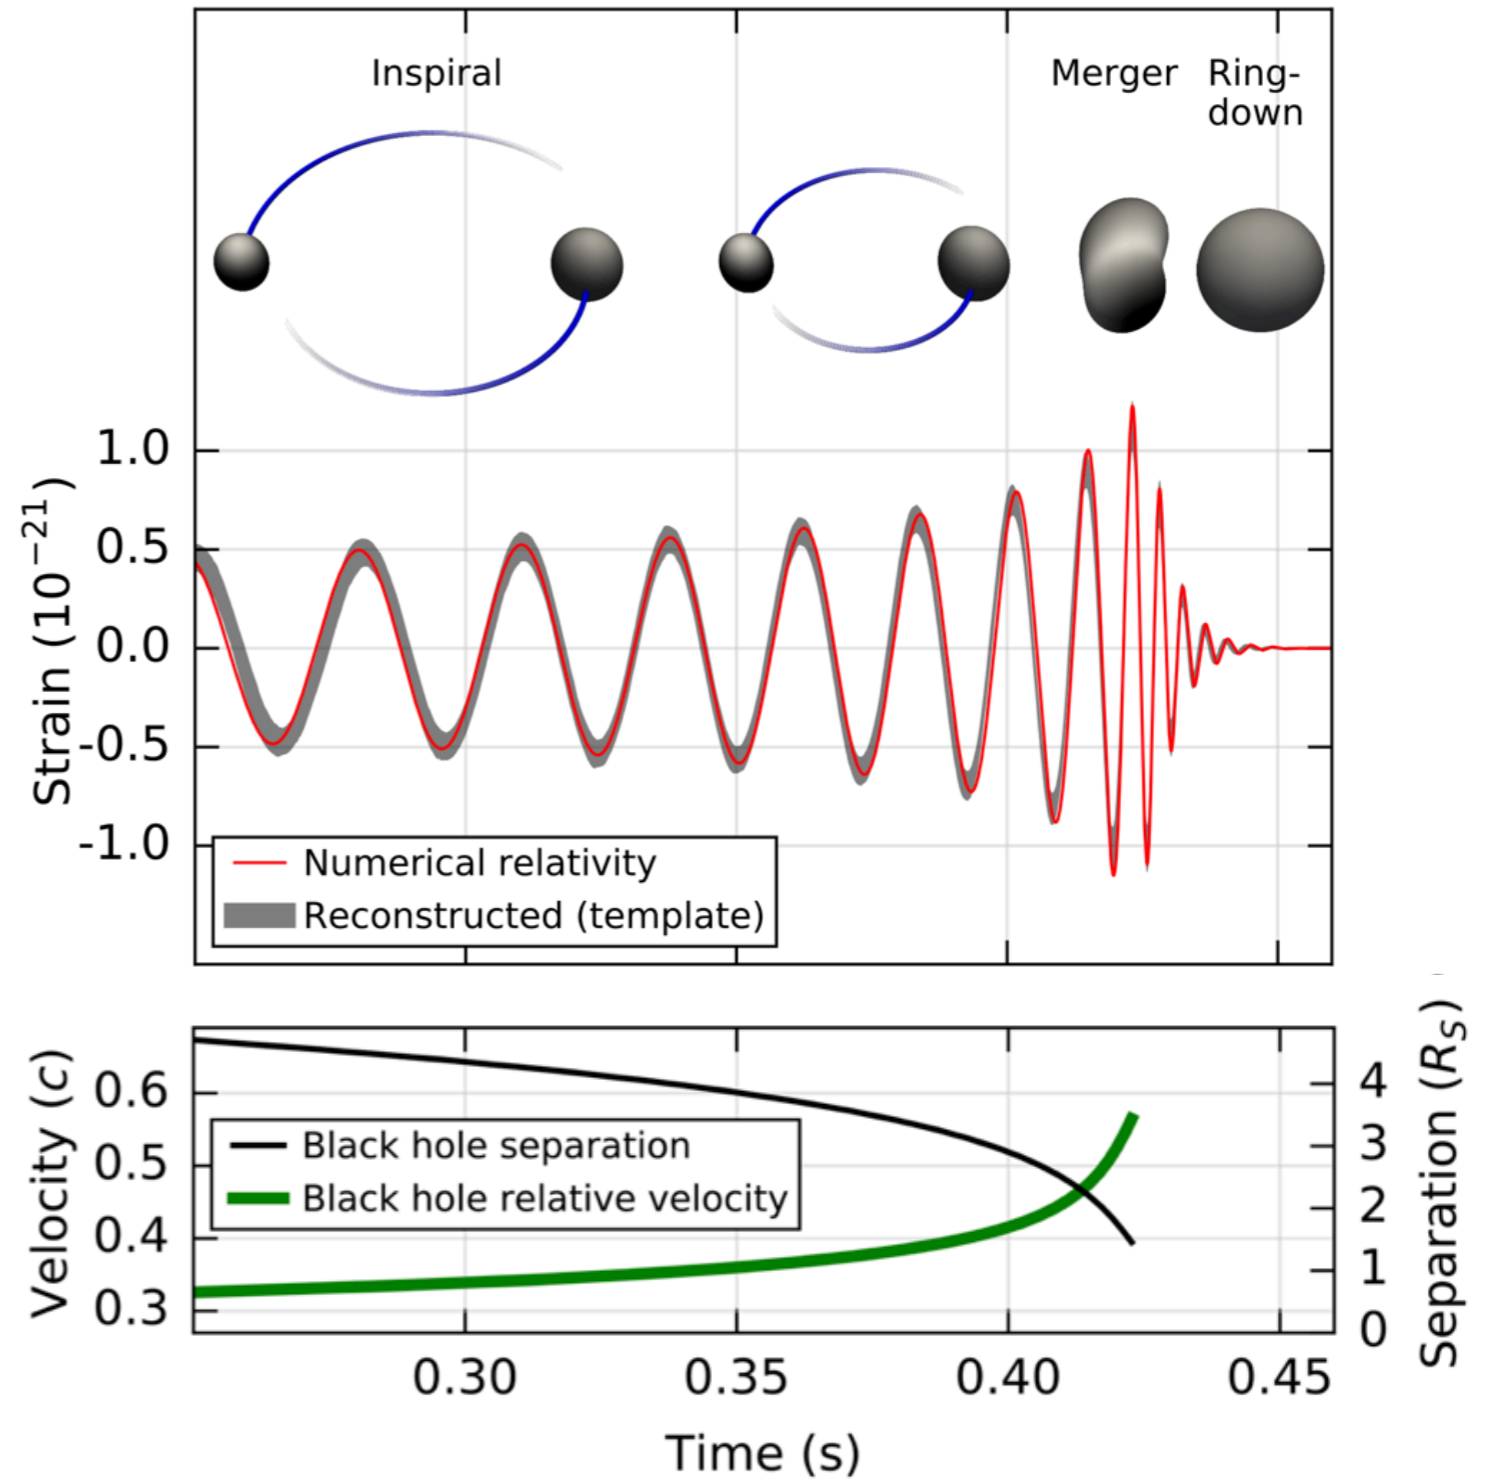 Inspiral
Merger
Ring-
down
Strain (10⁻²¹)
1.0
0.5
0.0
-0.5
-1.0
Numerical relativity
Reconstructed (template)
Velocity (c)
0.6
0.5
0.4
0.3
Black hole separation
Black hole relative velocity
4
3
2
1
0
Separation (R_S)
0.30
0.35
0.40
0.45
Time (s)